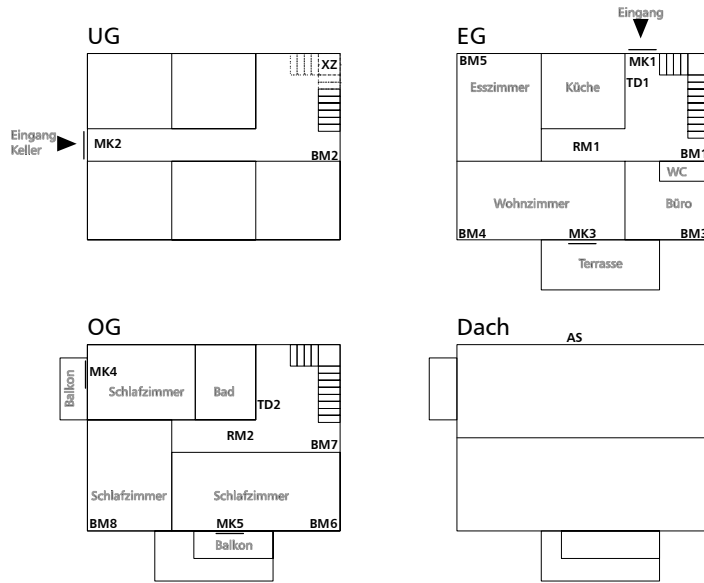 UG
XZ
Eingang
Keller
MK2
BM2
EG
Eingang
BM5
MK1
TD1
Esszimmer
Küche
RM1
BM1
WC
Wohnzimmer
Büro
BM4
MK3
BM3
Terrasse
OG
MK4
Balkon
Schlafzimmer
Bad
TD2
RM2
BM7
Schlafzimmer
Schlafzimmer
BM8
MK5
BM6
Balkon
Dach
AS